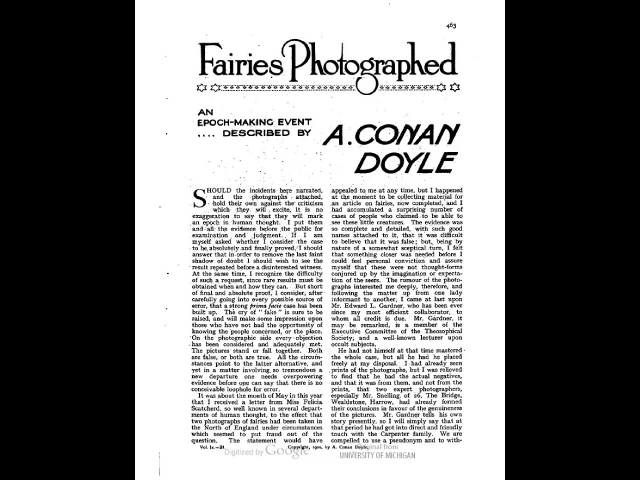 463
Fairies Photographed
AN
EPOCH-MAKING EVENT
.... DESCRIBED BY
A. CONAN
DOYLE
SHOULD the incidents here narrated,
and the photographs attached,
hold their own against the criticism
which they will excite, it is no
exaggeration to say that they will mark
an epoch in human thought. I put them
and all the evidence before the public for
examination and judgment. If I am
myself asked whether I consider the case
to be absolutely and finally proved, I should
answer that in order to remove the last faint
shadow of doubt I should wish to see the
result repeated before a disinterested witness.
At the same time, I recognize the difficulty
of such a request, since rare results must be
obtained when and how they can. But short
of final and absolute proof, I consider, after
carefully going into every possible source of
error, that a strong prima facie case has been
built up. The cry of " fake " is sure to be
raised, and will make some impression upon
those who have not had the opportunity of
knowing the people concerned, or the place.
On the photographic side every objection
has been considered and adequately met.
The pictures stand or fall together. Both
are false, or both are true. All the circum-
stances point to the latter alternative, and
yet in a matter involving so tremendous a
new departure one needs overpowering
evidence before one can say that there is no
conceivable loophole for error.
It was about the month of May in this year
that I received a letter from Miss Felicia
Scatcherd, so well known in several depart-
ments of human thought, to the effect that
two photographs of fairies had been taken in
the North of England under circumstances
which seemed to put fraud out of the
question. The statement would have
appealed to me at any time, but I happened
at the moment to be collecting material for
an article on fairies, now completed, and I
had accumulated a surprising number of
cases of people who claimed to be able to
see these little creatures. The evidence was
so complete and detailed, with such good
names attached to it, that it was difficult
to believe that it was false; but, being by
nature of a somewhat sceptical turn, I felt
that something closer was needed before I
could feel personal conviction and assure
myself that these were not thought-forms
conjured up by the imagination or expecta-
tion of the seers. The rumour of the photo-
graphs interested me deeply, therefore, and
following the matter up from one lady
informant to another, I came at last upon
Mr. Edward L. Gardner, who has been ever
since my most efficient collaborator, to
whom all credit is due. Mr. Gardner, it
may be remarked, is a member of the
Executive Committee of the Theosophical
Society, and a well-known lecturer upon
occult subjects.
He had not himself at that time mastered
the whole case, but all he had he placed
freely at my disposal. I had already seen
prints of the photographs, but I was relieved
to find that he had the actual negatives,
and that it was from them, and not from the
prints, that two expert photographers,
especially Mr. Snelling, of 26, The Bridge,
Wealdstone, Harrow, had already formed
their conclusions in favour of the genuineness
of the pictures. Mr. Gardner tells his own
story presently, so I will simply say that at
that period he had got into direct and friendly
touch with the Carpenter family. We are
compelled to use a pseudonym and to with-
Vol. lx.—31.
Copyright, 1920, by A. Conan Doyle.
Digitized by Google
Original from
UNIVERSITY OF MICHIGAN